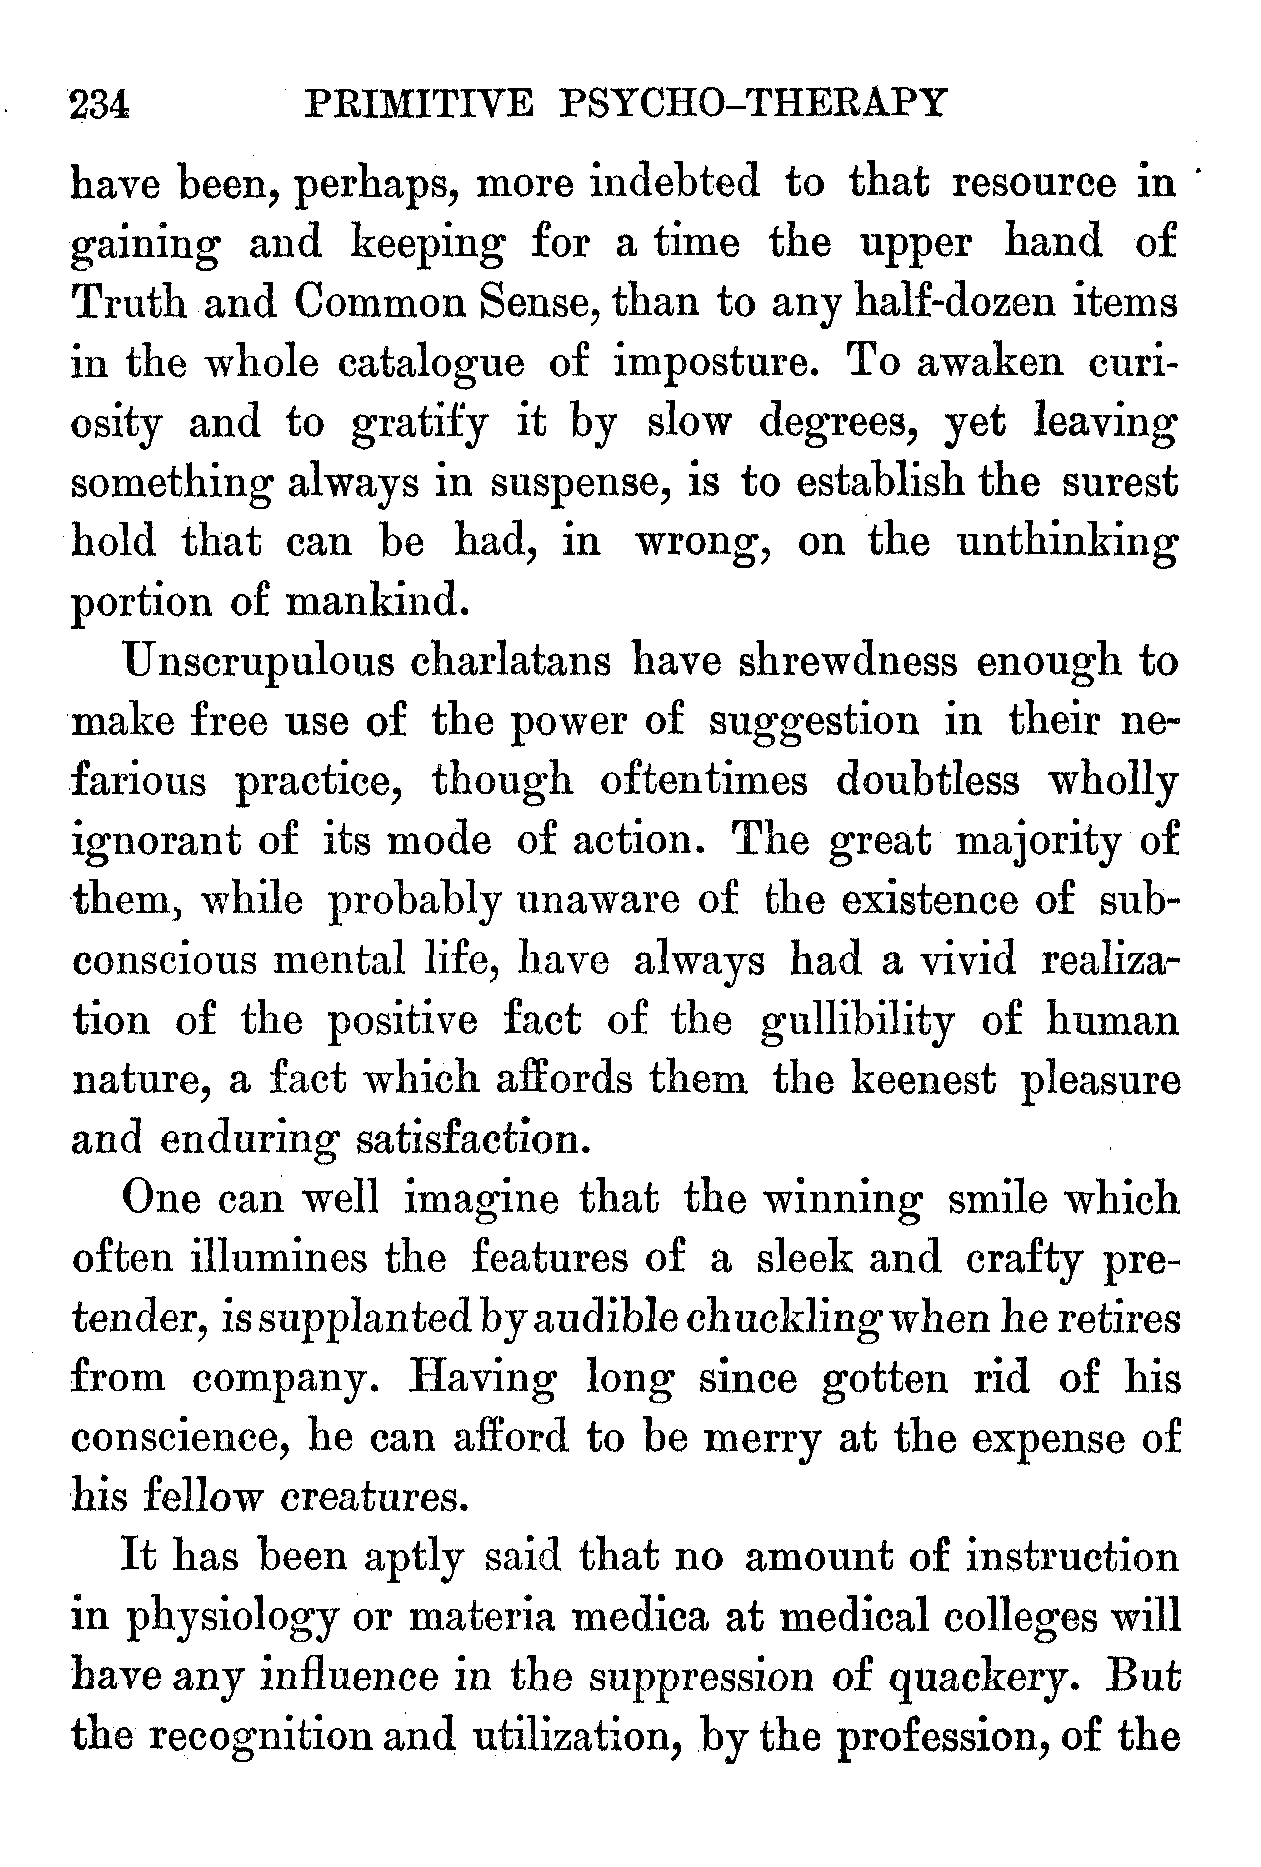 234 PRIMITIVE PSYCHO-THERAPY
have been, perhaps, more indebted to that resource in
gaining and keeping for a time the upper hand of
Truth and Common Sense, than to any half-dozen items
in the whole catalogue of imposture. To awaken curi-
osity and to gratify it by slow degrees, yet leaving
something always in suspense, is to establish the surest
hold that can be had, in wrong, on the unthinking
portion of mankind.
Unscrupulous charlatans have shrewdness enough to
make free use of the power of suggestion in their ne-
farious practice, though oftentimes doubtless wholly
ignorant of its mode of action. The great majority of
them, while probably unaware of the existence of sub-
conscious mental life, have always had a vivid realiza-
tion of the positive fact of the gullibility of human
nature, a fact which affords them the keenest pleasure
and enduring satisfaction.
One can well imagine that the winning smile which
often illumines the features of a sleek and crafty pre-
tender, is supplanted by audible chuckling when he retires
from company. Having long since gotten rid of his
conscience, he can afford to be merry at the expense of
his fellow creatures.
It has been aptly said that no amount of instruction
in physiology or materia medica at medical colleges will
have any influence in the suppression of quackery. But
the recognition and utilization, by the profession, of the